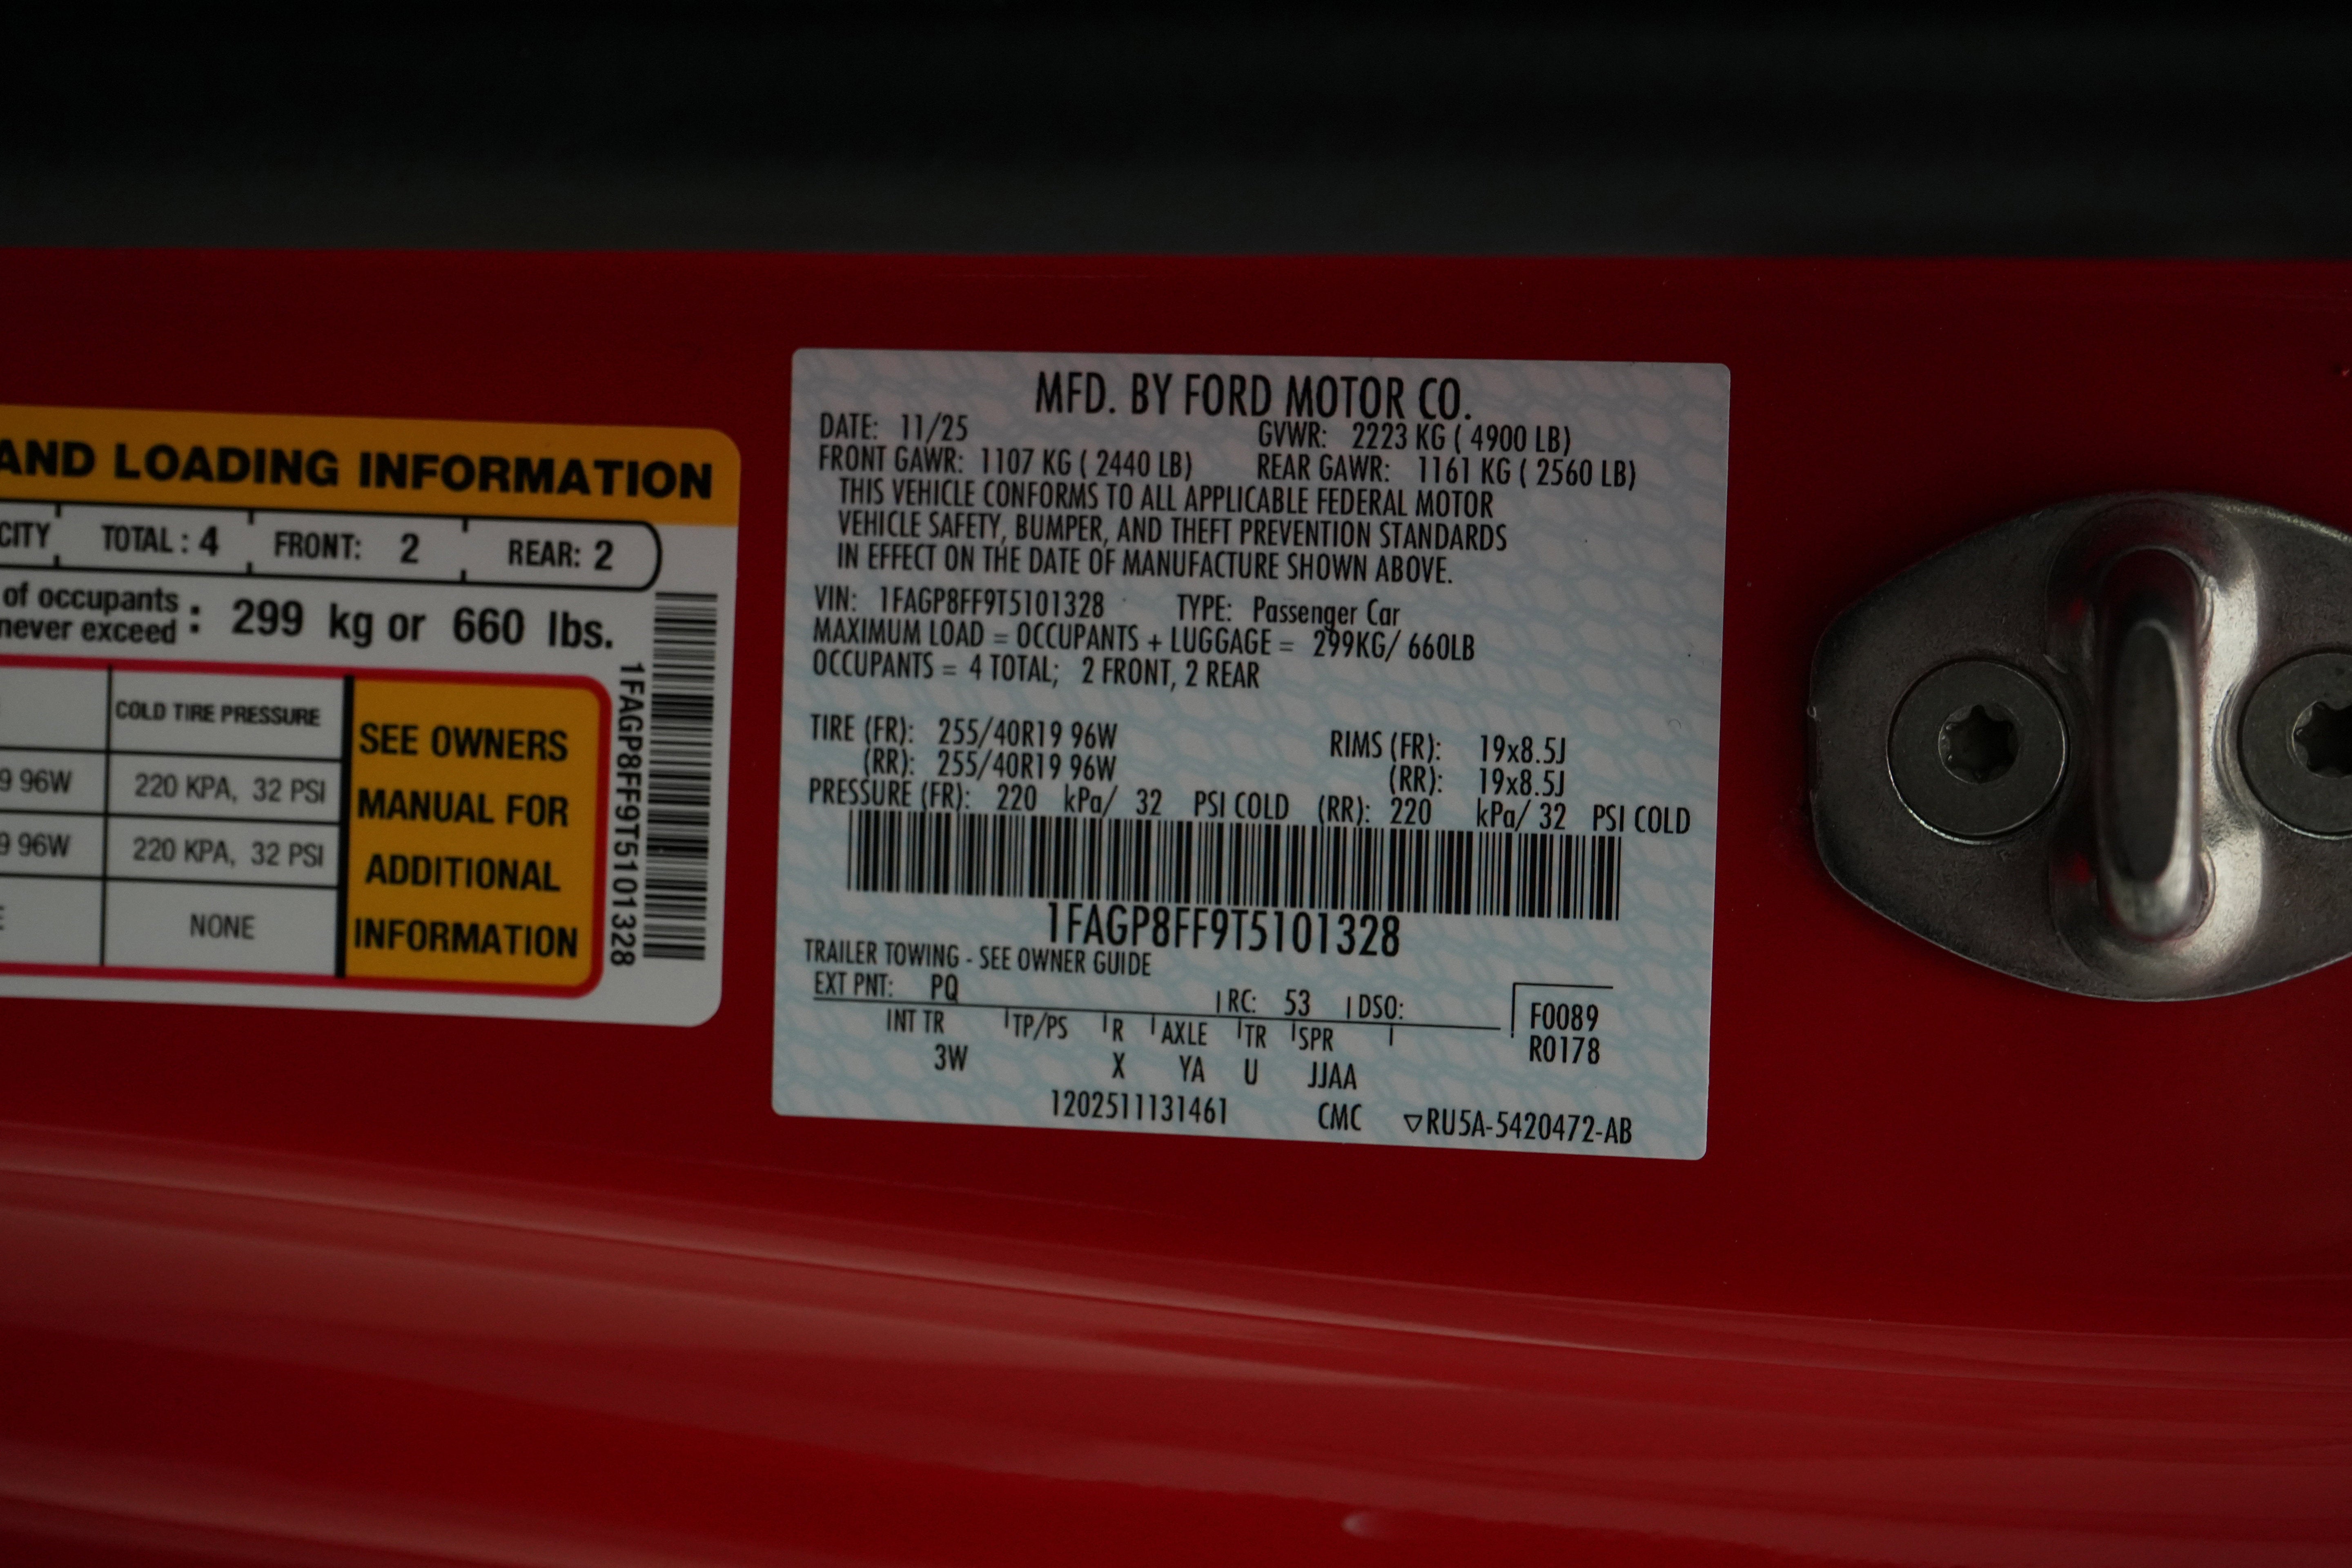 AND LOADING INFORMATION
CITY TOTAL : 4 FRONT: 2 REAR: 2
of occupants
never exceed : 299 kg or 660 lbs.
COLD TIRE PRESSURE
9 96W 220 KPA, 32 PSI
9 96W 220 KPA, 32 PSI
NONE
SEE OWNERS
MANUAL FOR
ADDITIONAL
INFORMATION
1FAGP8FF9T5101328
MFD. BY FORD MOTOR CO.
DATE: 11/25 GVWR: 2223 KG ( 4900 LB)
FRONT GAWR: 1107 KG ( 2440 LB) REAR GAWR: 1161 KG ( 2560 LB)
THIS VEHICLE CONFORMS TO ALL APPLICABLE FEDERAL MOTOR
VEHICLE SAFETY, BUMPER, AND THEFT PREVENTION STANDARDS
IN EFFECT ON THE DATE OF MANUFACTURE SHOWN ABOVE.
VIN: 1FAGP8FF9T5101328 TYPE: Passenger Car
MAXIMUM LOAD = OCCUPANTS + LUGGAGE = 299KG/ 660LB
OCCUPANTS = 4 TOTAL; 2 FRONT, 2 REAR
TIRE (FR): 255/40R19 96W RIMS (FR): 19x8.5J
(RR): 255/40R19 96W (RR): 19x8.5J
PRESSURE (FR): 220 kPa/ 32 PSI COLD (RR): 220 kPa/ 32 PSI COLD
1FAGP8FF9T5101328
TRAILER TOWING - SEE OWNER GUIDE
EXT PNT: PQ RC: 53 DSO: F0089
INT TR TP/PS R AXLE TR SPR R0178
3W X YA U JJAA
1202511131461 CMC ▽RU5A-5420472-AB